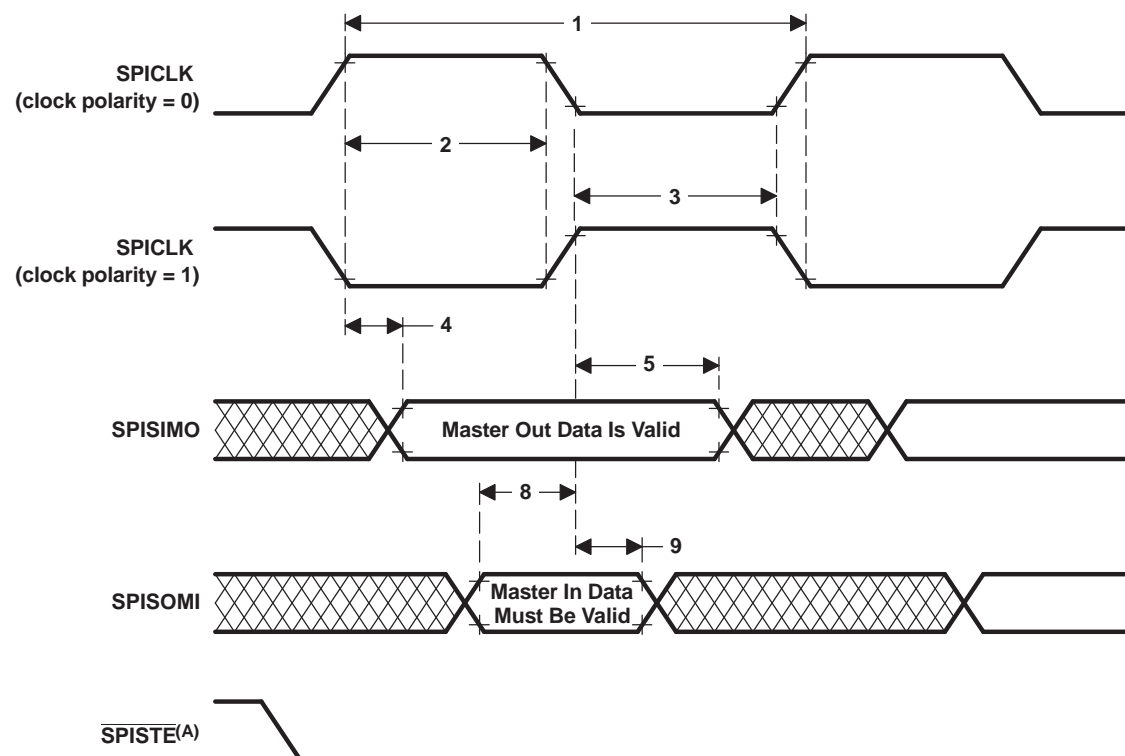 1
SPICLK
(clock polarity = 0)
2
3
SPICLK
(clock polarity = 1)
4
5
SPISIMO
Master Out Data Is Valid
8
9
SPISOMI
Master In Data
Must Be Valid
SPISTE(A)